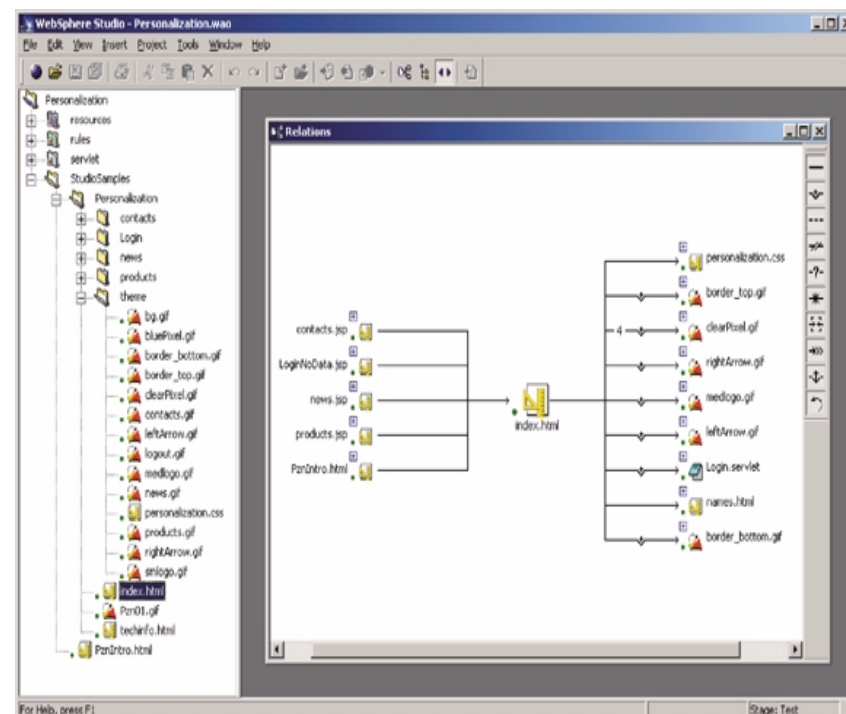 WebSphere Studio - Personalization.wao
File Edit View Insert Project Tools Window Help
Personalization
resources
rules
servlet
StudioSamples
Personalization
contacts
Login
news
products
theme
bg.gif
bluePixel.gif
border_bottom.gif
border_top.gif
clearPixel.gif
contacts.gif
leftArrow.gif
logout.gif
medlogo.gif
news.gif
personalization.css
products.gif
rightArrow.gif
smlogo.gif
index.html
Pzn01.gif
techinfo.html
PznIntro.html
Relations
contacts.jsp
LoginNoData.jsp
news.jsp
products.jsp
PznIntro.html
index.html
personalization.css
border_top.gif
4
clearPixel.gif
rightArrow.gif
medlogo.gif
leftArrow.gif
Login.servlet
names.html
border_bottom.gif
-?-
For Help, press F1
Stage: Test